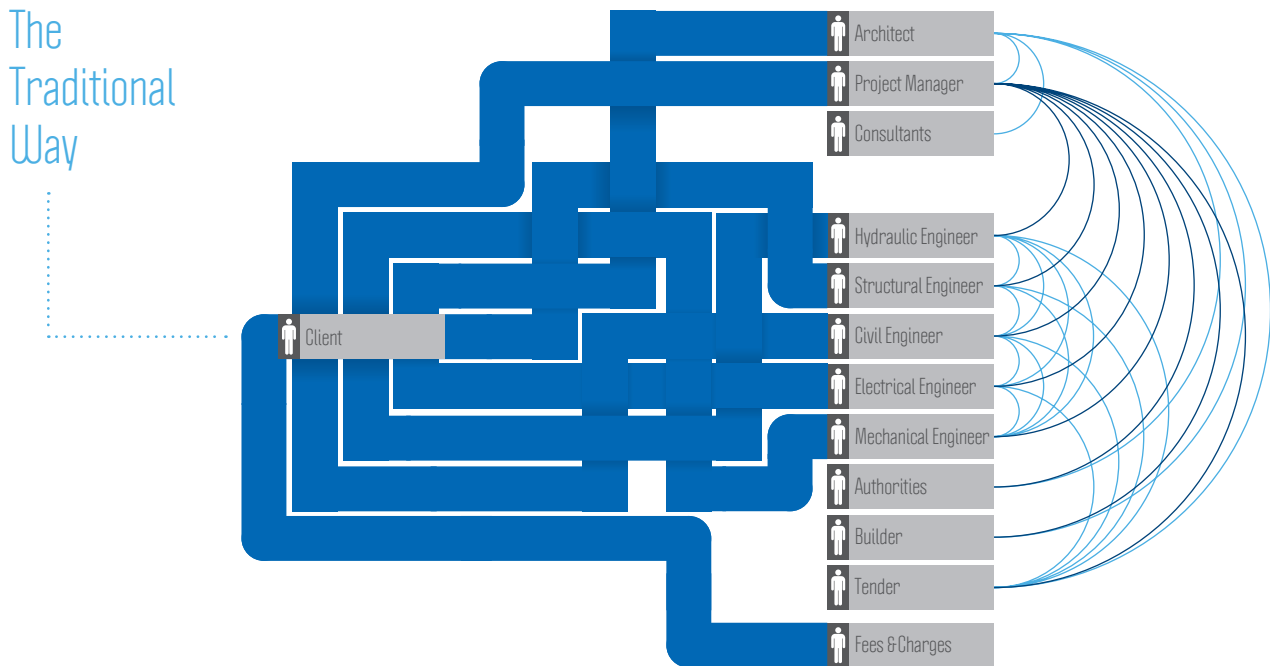 The
Traditional
Way
Architect
Project Manager
Consultants
Hydraulic Engineer
Structural Engineer
Client
Civil Engineer
Electrical Engineer
Mechanical Engineer
Authorities
Builder
Tender
Fees & Charges